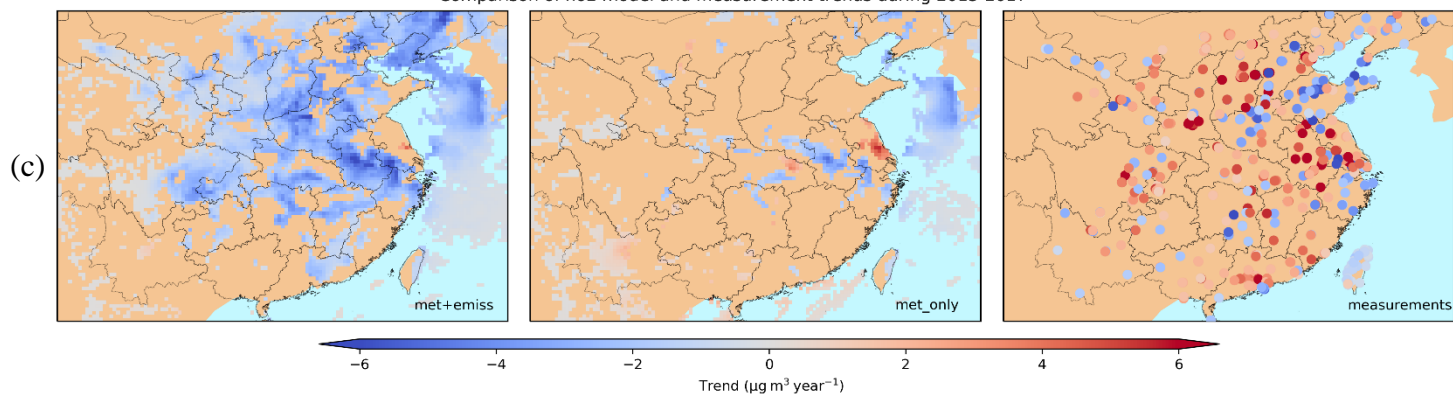 (c)
met+emiss
met_only
measurements
−6 −4 −2 0 2 4 6
Trend (µg m³ year⁻¹)